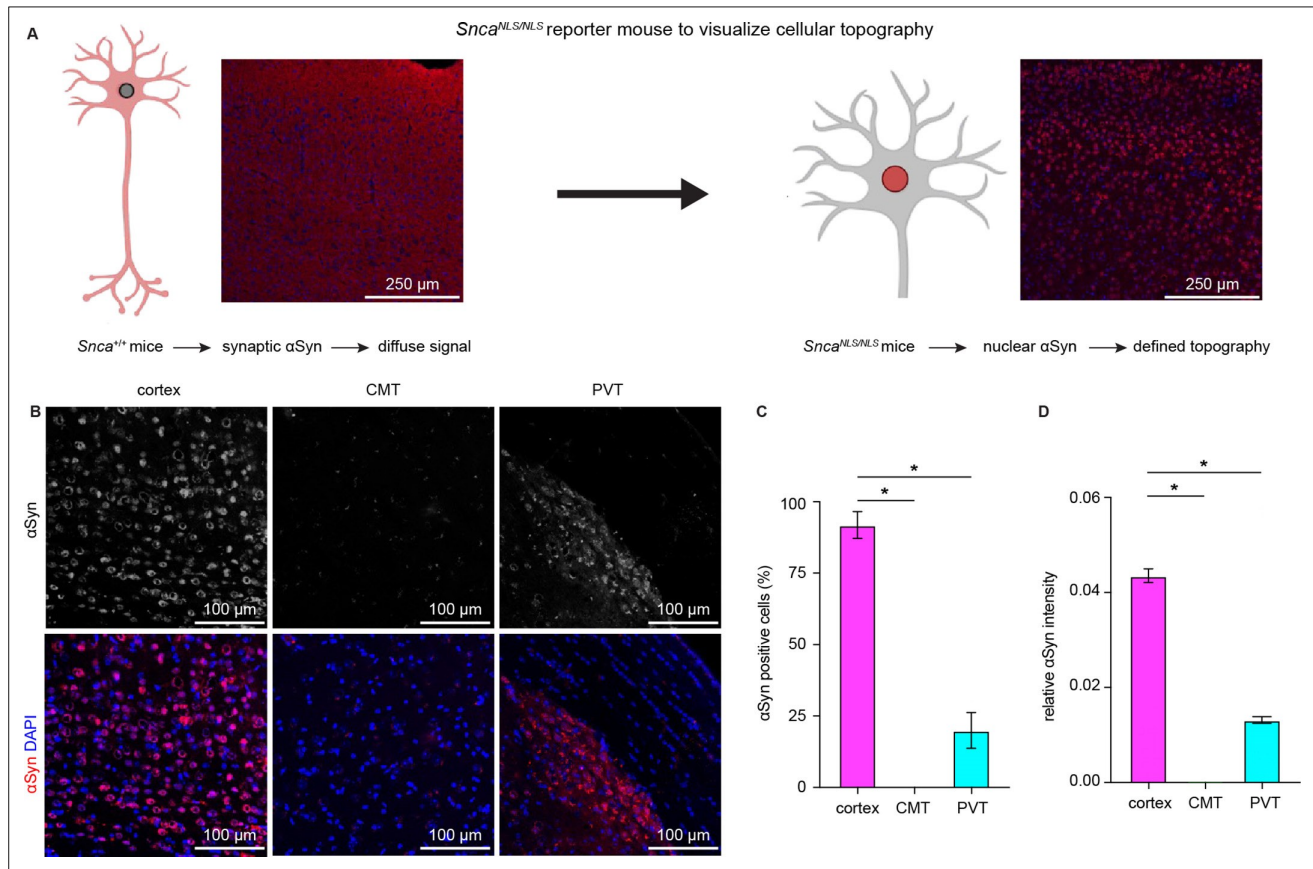 A
Snca^NLS/NLS reporter mouse to visualize cellular topography
250 µm
250 µm
Snca^+/+ mice → synaptic αSyn → diffuse signal
Snca^NLS/NLS mice → nuclear αSyn → defined topography
B
cortex
CMT
PVT
αSyn
100 µm
100 µm
100 µm
αSyn DAPI
100 µm
100 µm
100 µm
C
*
*
αSyn positive cells (%)
100
75
50
25
0
cortex
CMT
PVT
D
*
*
relative αSyn intensity
0.06
0.04
0.02
0.00
cortex
CMT
PVT